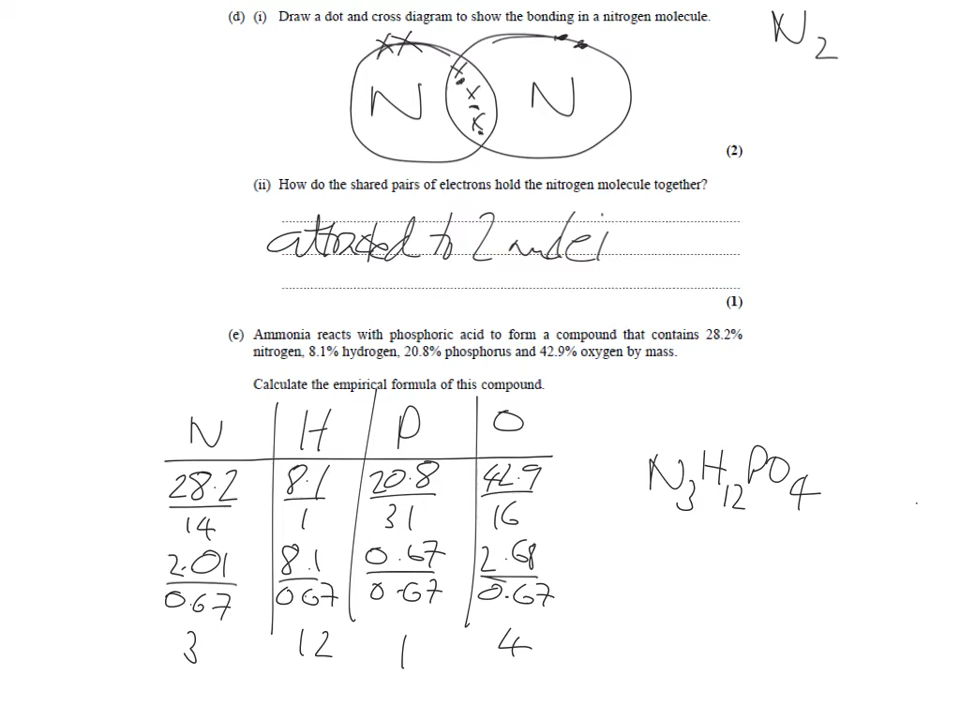 (d) (i) Draw a dot and cross diagram to show the bonding in a nitrogen molecule.
N₂
N N
(2)
(ii) How do the shared pairs of electrons hold the nitrogen molecule together?
attracted to 2 nuclei
(1)
(e) Ammonia reacts with phosphoric acid to form a compound that contains 28.2%
nitrogen, 8.1% hydrogen, 20.8% phosphorus and 42.9% oxygen by mass.
Calculate the empirical formula of this compound.
N H P O
28.2 8.1 20.8 42.9
14 1 31 16
N₃H₁₂PO₄
2.01 8.1 0.67 2.68
0.67 0.67 0.67 0.67
3 12 1 4